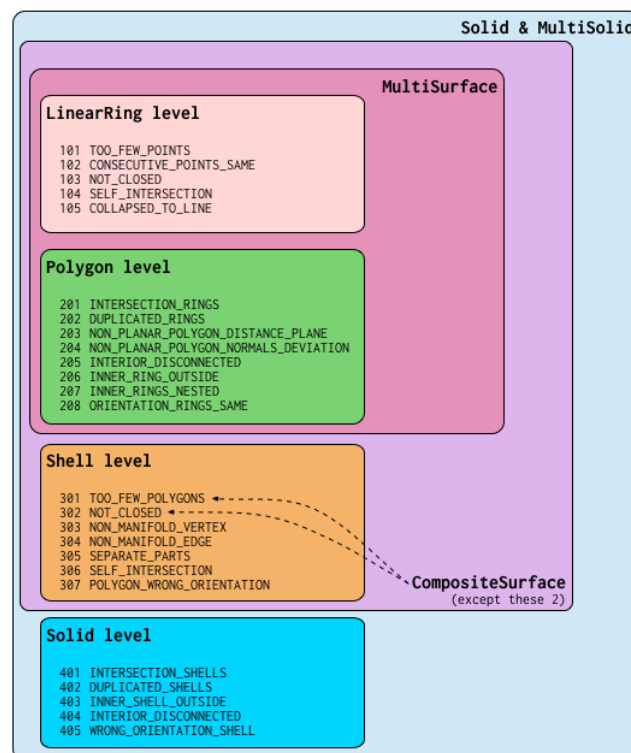 Solid & MultiSolid
MultiSurface
LinearRing level
101 TOO_FEW_POINTS
102 CONSECUTIVE_POINTS_SAME
103 NOT_CLOSED
104 SELF_INTERSECTION
105 COLLAPSED_TO_LINE
Polygon level
201 INTERSECTION_RINGS
202 DUPLICATED_RINGS
203 NON_PLANAR_POLYGON_DISTANCE_PLANE
204 NON_PLANAR_POLYGON_NORMALS_DEVIATION
205 INTERIOR_DISCONNECTED
206 INNER_RING_OUTSIDE
207 INNER_RINGS_NESTED
208 ORIENTATION_RINGS_SAME
Shell level
301 TOO_FEW_POLYGONS
302 NOT_CLOSED
303 NON_MANIFOLD_VERTEX
304 NON_MANIFOLD_EDGE
305 SEPARATE_PARTS
306 SELF_INTERSECTION
307 POLYGON_WRONG_ORIENTATION
CompositeSurface
(except these 2)
Solid level
401 INTERSECTION_SHELLS
402 DUPLICATED_SHELLS
403 INNER_SHELL_OUTSIDE
404 INTERIOR_DISCONNECTED
405 WRONG_ORIENTATION_SHELL